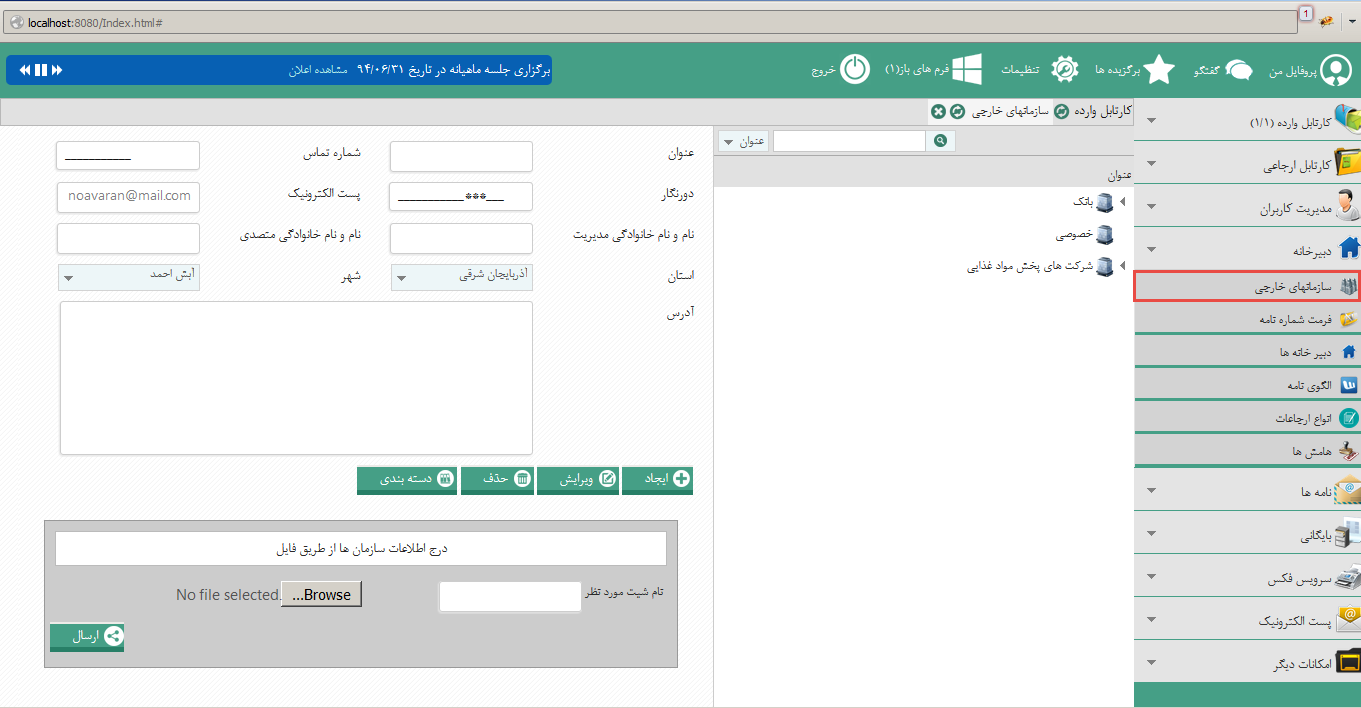 localhost:8080/Index.html#
1
پروفایل من
گفتگو
برگزیده ها
تنظیمات
فرم های باز(۱)
خروج
برگزاری جلسه ماهیانه در تاریخ ۹۴/۰۶/۳۱ مشاهده اعلان
کارتابل وارده
سازمانهای خارجی
کارتابل وارده (۱/۱)
کارتابل ارجاعی
مدیریت کاربران
دبیرخانه
سازمانهای خارجی
فرمت شماره نامه
دبیر خانه ها
الگوی نامه
انواع ارجاعات
هامش ها
نامه ها
بایگانی
سرویس فکس
پست الکترونیک
امکانات دیگر
عنوان
عنوان
بانک
خصوصی
شرکت های پخش مواد غذایی
عنوان
شماره تماس
___________
دورنگار
___________***___
پست الکترونیک
noavaran@mail.com
نام و نام خانوادگی مدیریت
نام و نام خانوادگی متصدی
استان
آذربایجان شرقی
شهر
آبش احمد
آدرس
ایجاد
ویرایش
حذف
دسته بندی
درج اطلاعات سازمان ها از طریق فایل
نام شیت مورد نظر
Browse...
No file selected.
ارسال